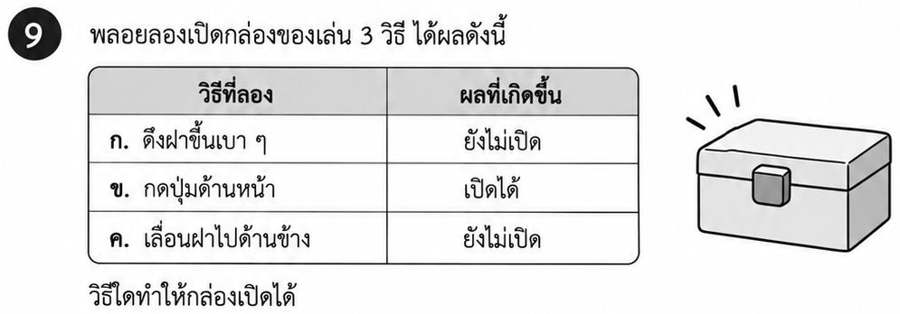 9 พลอยลองเปิดกล่องของเล่น 3 วิธี ได้ผลดังนี้
วิธีที่ลอง ผลที่เกิดขึ้น
ก. ดึงฝาขึ้นเบา ๆ ยังไม่เปิด
ข. กดปุ่มด้านหน้า เปิดได้
ค. เลื่อนฝาไปด้านข้าง ยังไม่เปิด
วิธีใดทำให้กล่องเปิดได้